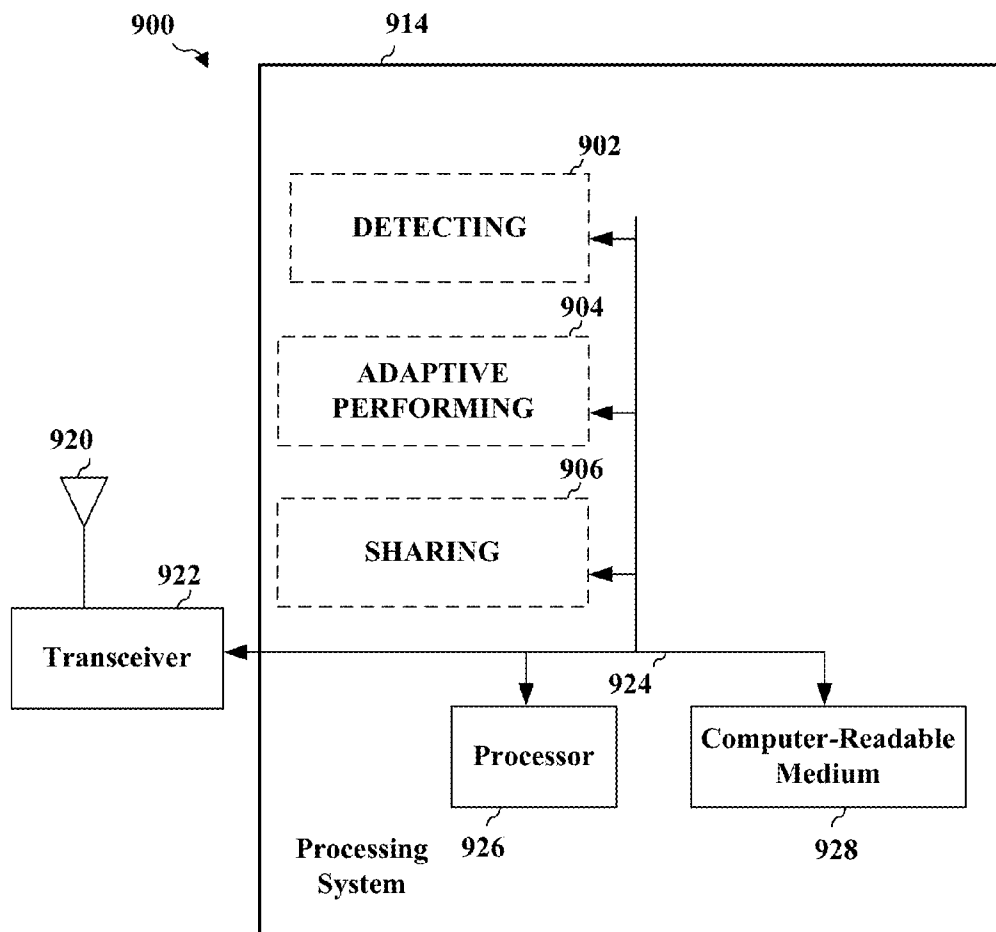 900
914
902
DETECTING
904
ADAPTIVE
PERFORMING
920
906
SHARING
922
Transceiver
924
Processor
Computer-Readable
Medium
926
928
Processing
System